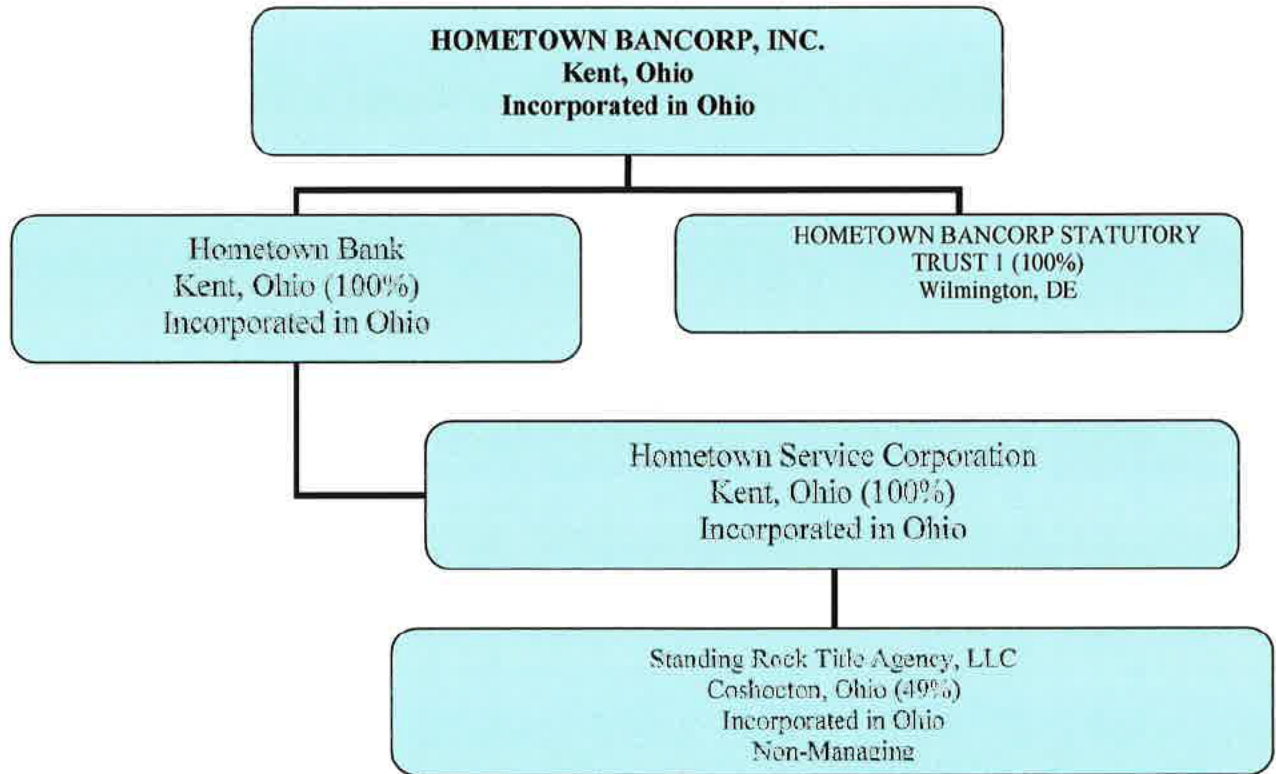 HOMETOWN BANCORP, INC.
Kent, Ohio
Incorporated in Ohio
Hometown Bank
Kent, Ohio (100%)
Incorporated in Ohio
HOMETOWN BANCORP STATUTORY
TRUST 1 (100%)
Wilmington, DE
Hometown Service Corporation
Kent, Ohio (100%)
Incorporated in Ohio
Standing Rock Title Agency, LLC
Coshocton, Ohio (49%)
Incorporated in Ohio
Non-Managing